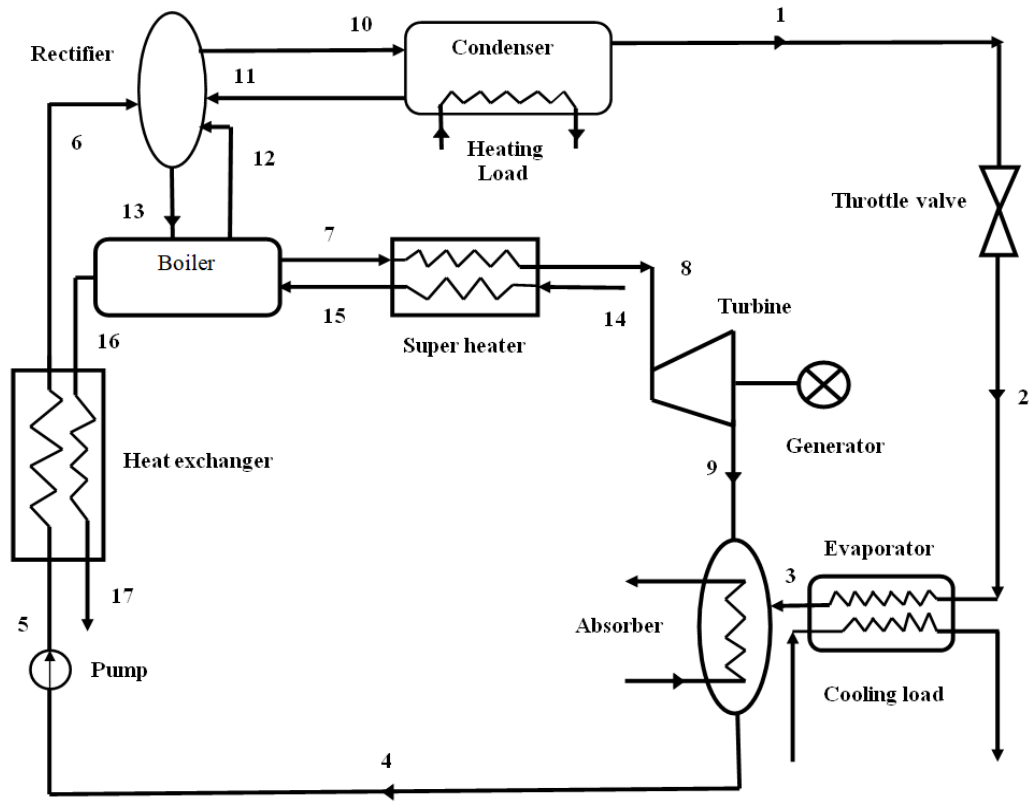 1
10
Rectifier
Condenser
11
6
12
Heating
Load
Throttle valve
13
7
Boiler
8
15
14
Turbine
16
Super heater
2
Heat exchanger
Generator
9
Evaporator
17
3
5
Absorber
Pump
Cooling load
4